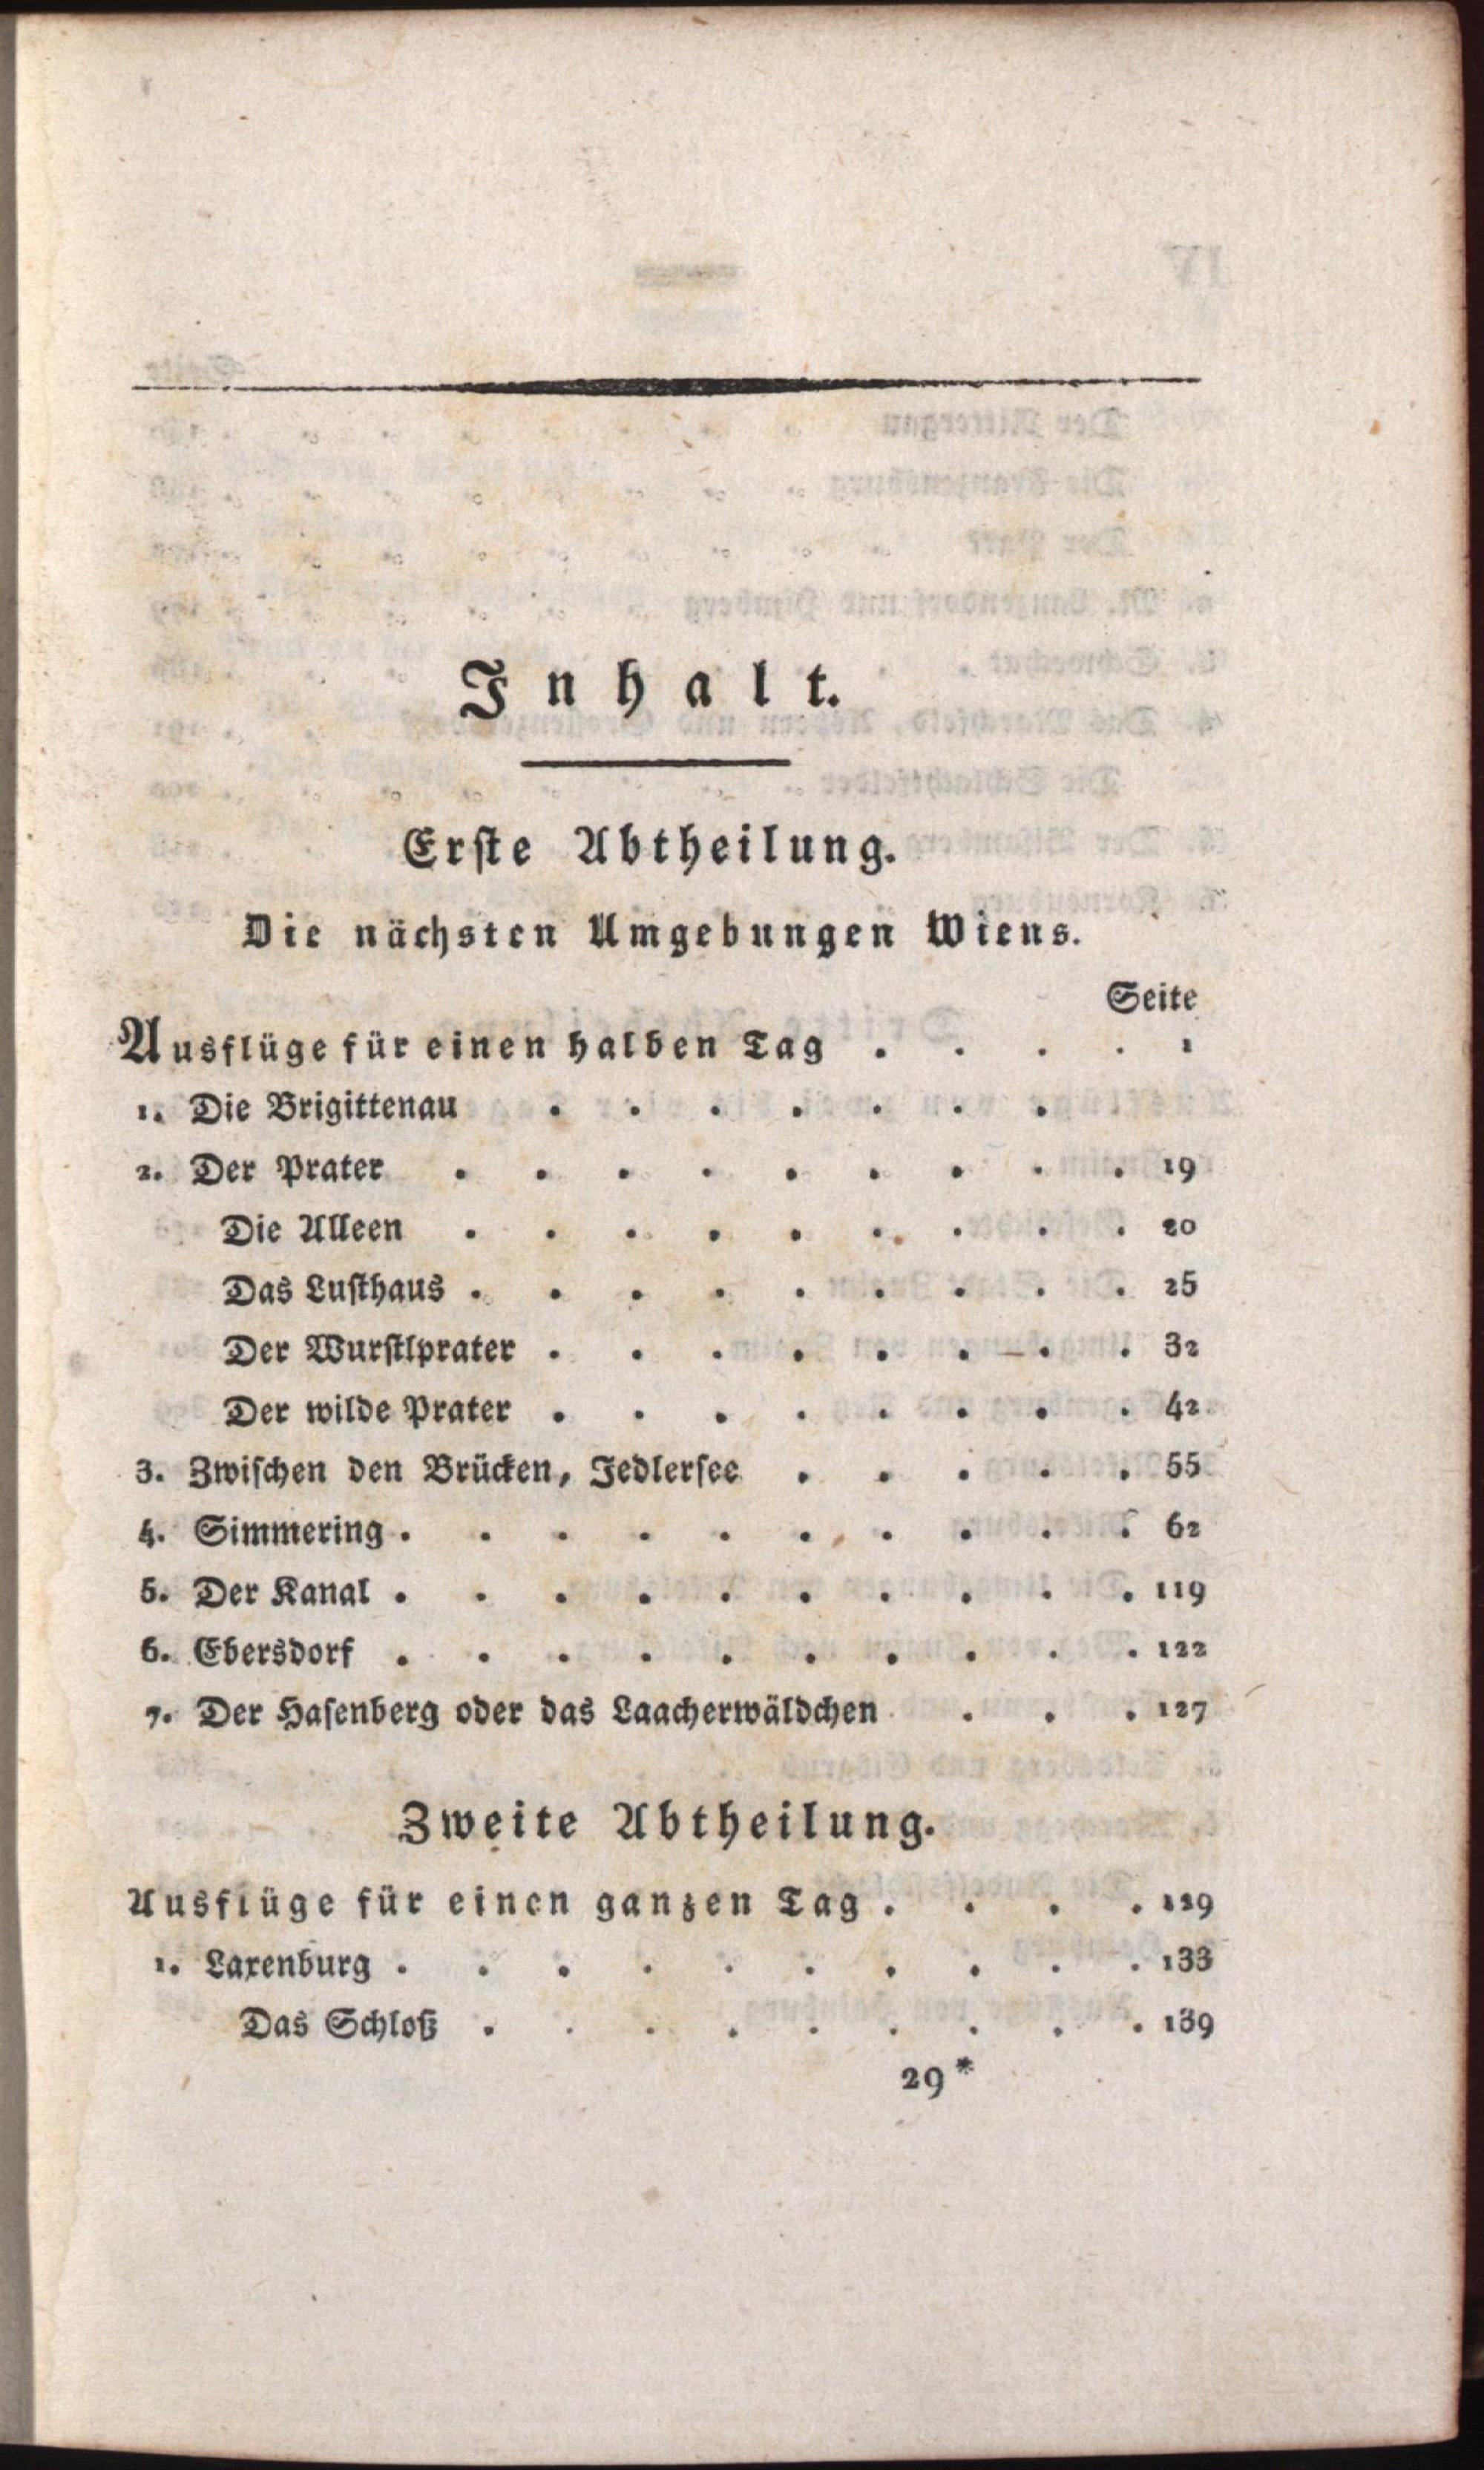 Inhalt.
Erste Abtheilung.
Die nächsten Umgebungen Wiens.
Seite
Ausflüge für einen halben Tag . . . . 1
1. Die Brigittenau . . . . . . .
2. Der Prater . . . . . . . . . 19
Die Alleen . . . . . . . . . 20
Das Lusthaus . . . . . . . . . 25
Der Wurstlprater . . . . . . . . 32
Der wilde Prater . . . . . . . . 42
3. Zwischen den Brücken, Jedlersee . . . . . 55
4. Simmering . . . . . . . . . . 62
5. Der Kanal . . . . . . . . . . 119
6. Ebersdorf . . . . . . . . . . 122
7. Der Hasenberg oder das Laacherwäldchen . . . 127
Zweite Abtheilung.
Ausflüge für einen ganzen Tag . . . . 129
1. Laxenburg . . . . . . . . . . 133
Das Schloß . . . . . . . . . 139
29*